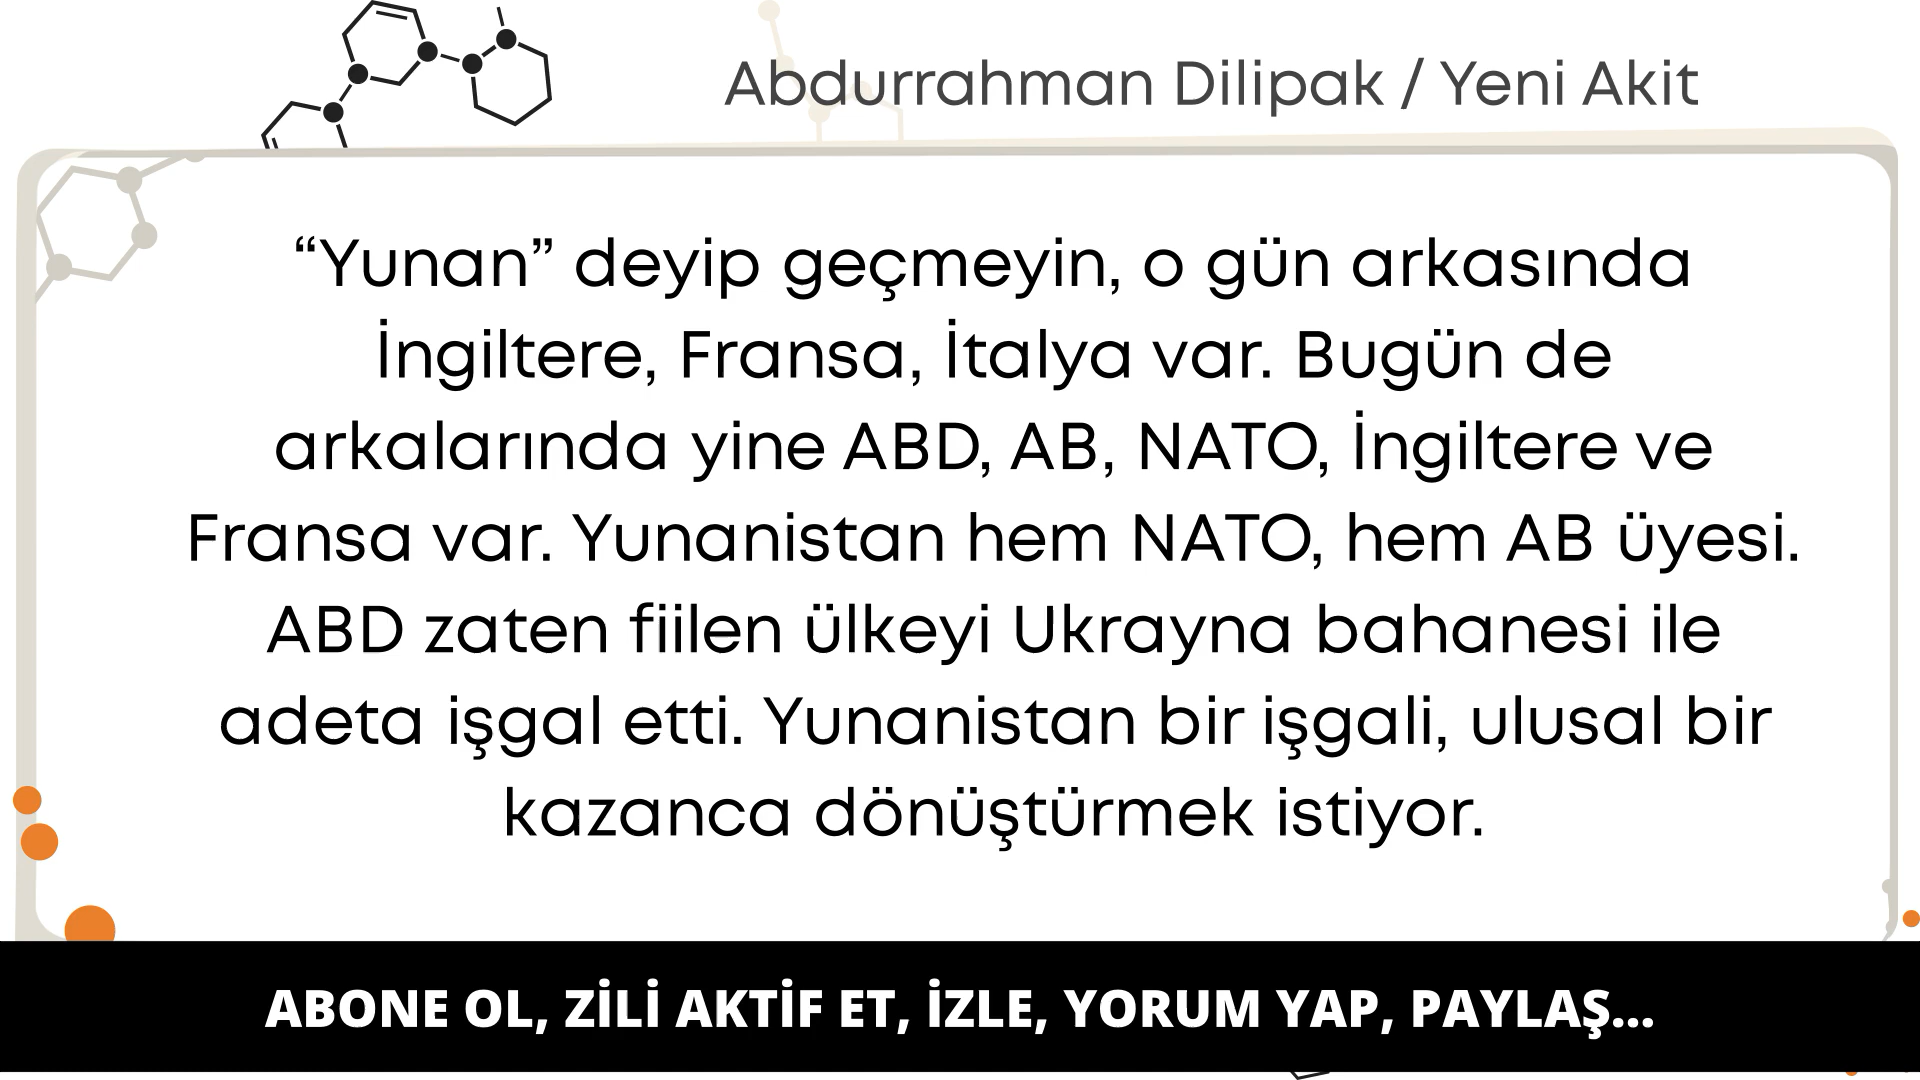 Abdurrahman Dilipak / Yeni Akit
“Yunan” deyip geçmeyin, o gün arkasında
İngiltere, Fransa, İtalya var. Bugün de
arkalarında yine ABD, AB, NATO, İngiltere ve
Fransa var. Yunanistan hem NATO, hem AB üyesi.
ABD zaten fiilen ülkeyi Ukrayna bahanesi ile
adeta işgal etti. Yunanistan bir işgali, ulusal bir
kazanca dönüştürmek istiyor.
ABONE OL, ZİLİ AKTİF ET, İZLE, YORUM YAP, PAYLAŞ...